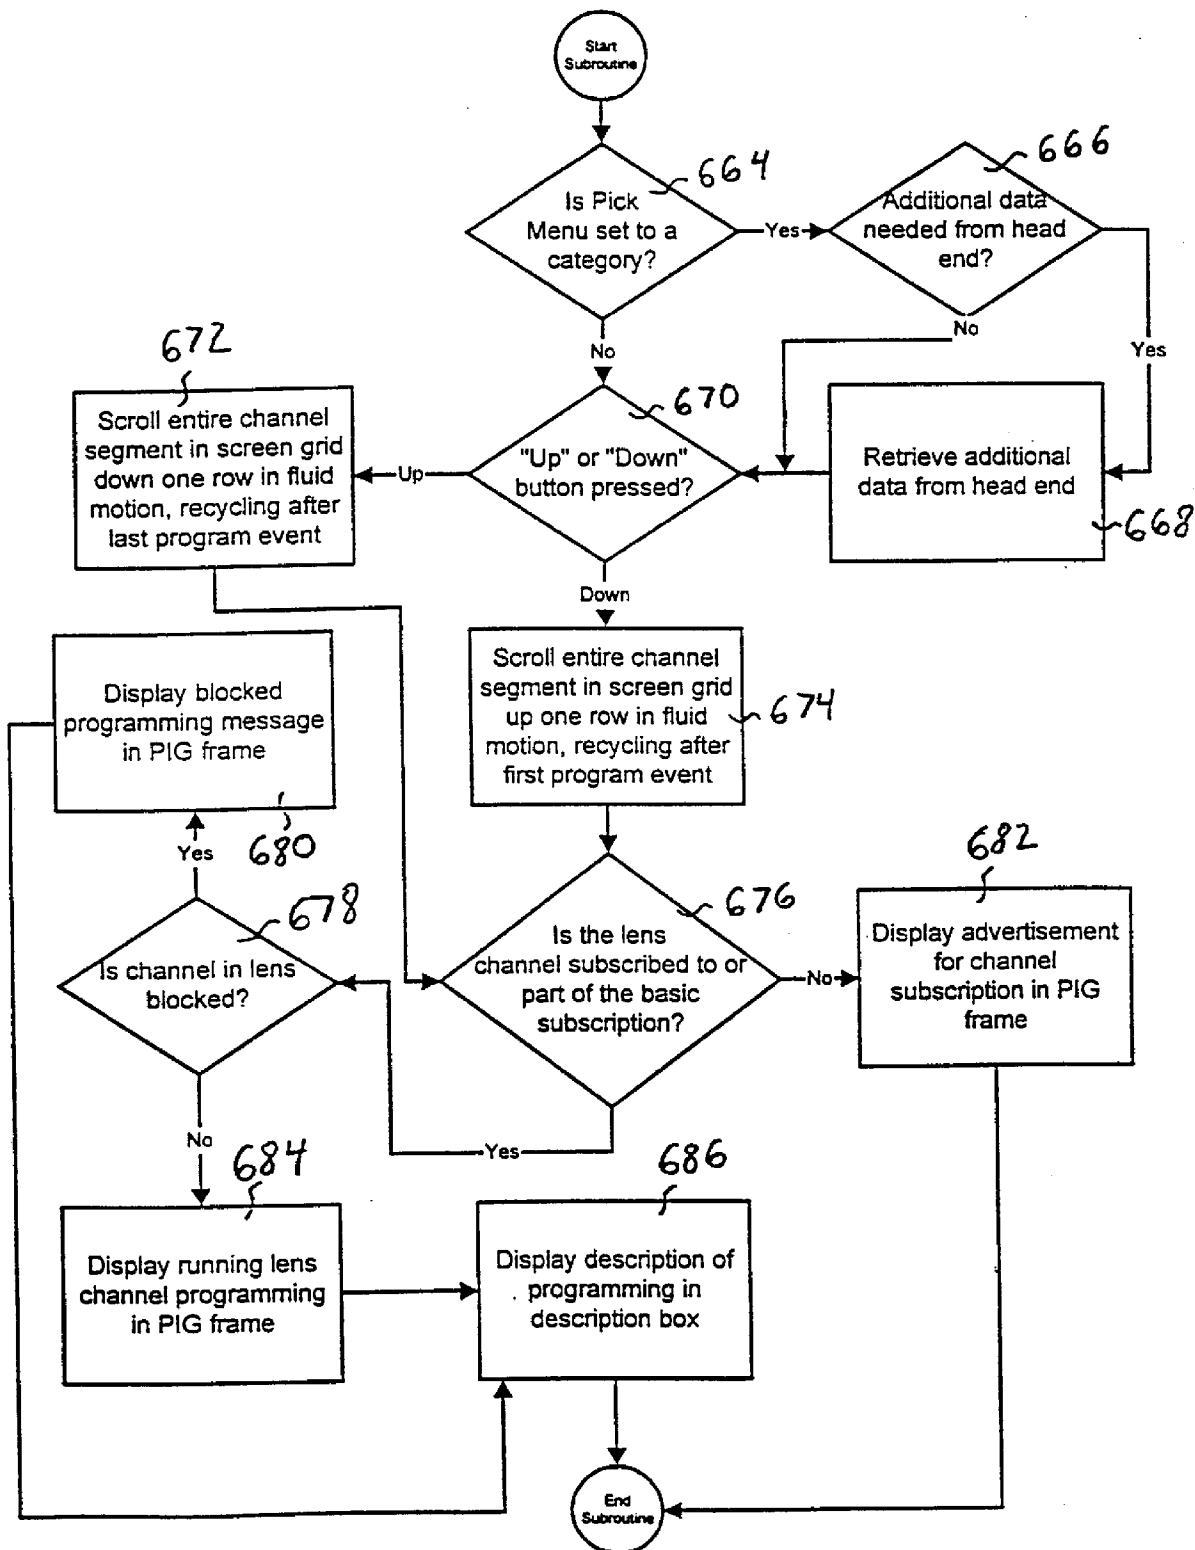 Start
Subroutine
664
Is Pick
Menu set to a
category?
Yes
666
Additional data
needed from head
end?
No
Yes
No
672
Scroll entire channel
segment in screen grid
down one row in fluid
motion, recycling after
last program event
Up
670
"Up" or "Down"
button pressed?
Retrieve additional
data from head end
668
Down
Display blocked
programming message
in PIG frame
680
Scroll entire channel
segment in screen grid
up one row in fluid
motion, recycling after
first program event
674
Yes
678
Is channel in lens
blocked?
676
Is the lens
channel subscribed to or
part of the basic
subscription?
No
682
Display advertisement
for channel
subscription in PIG
frame
No
Yes
684
Display running lens
channel programming
in PIG frame
686
Display description of
programming in
description box
End
Subroutine